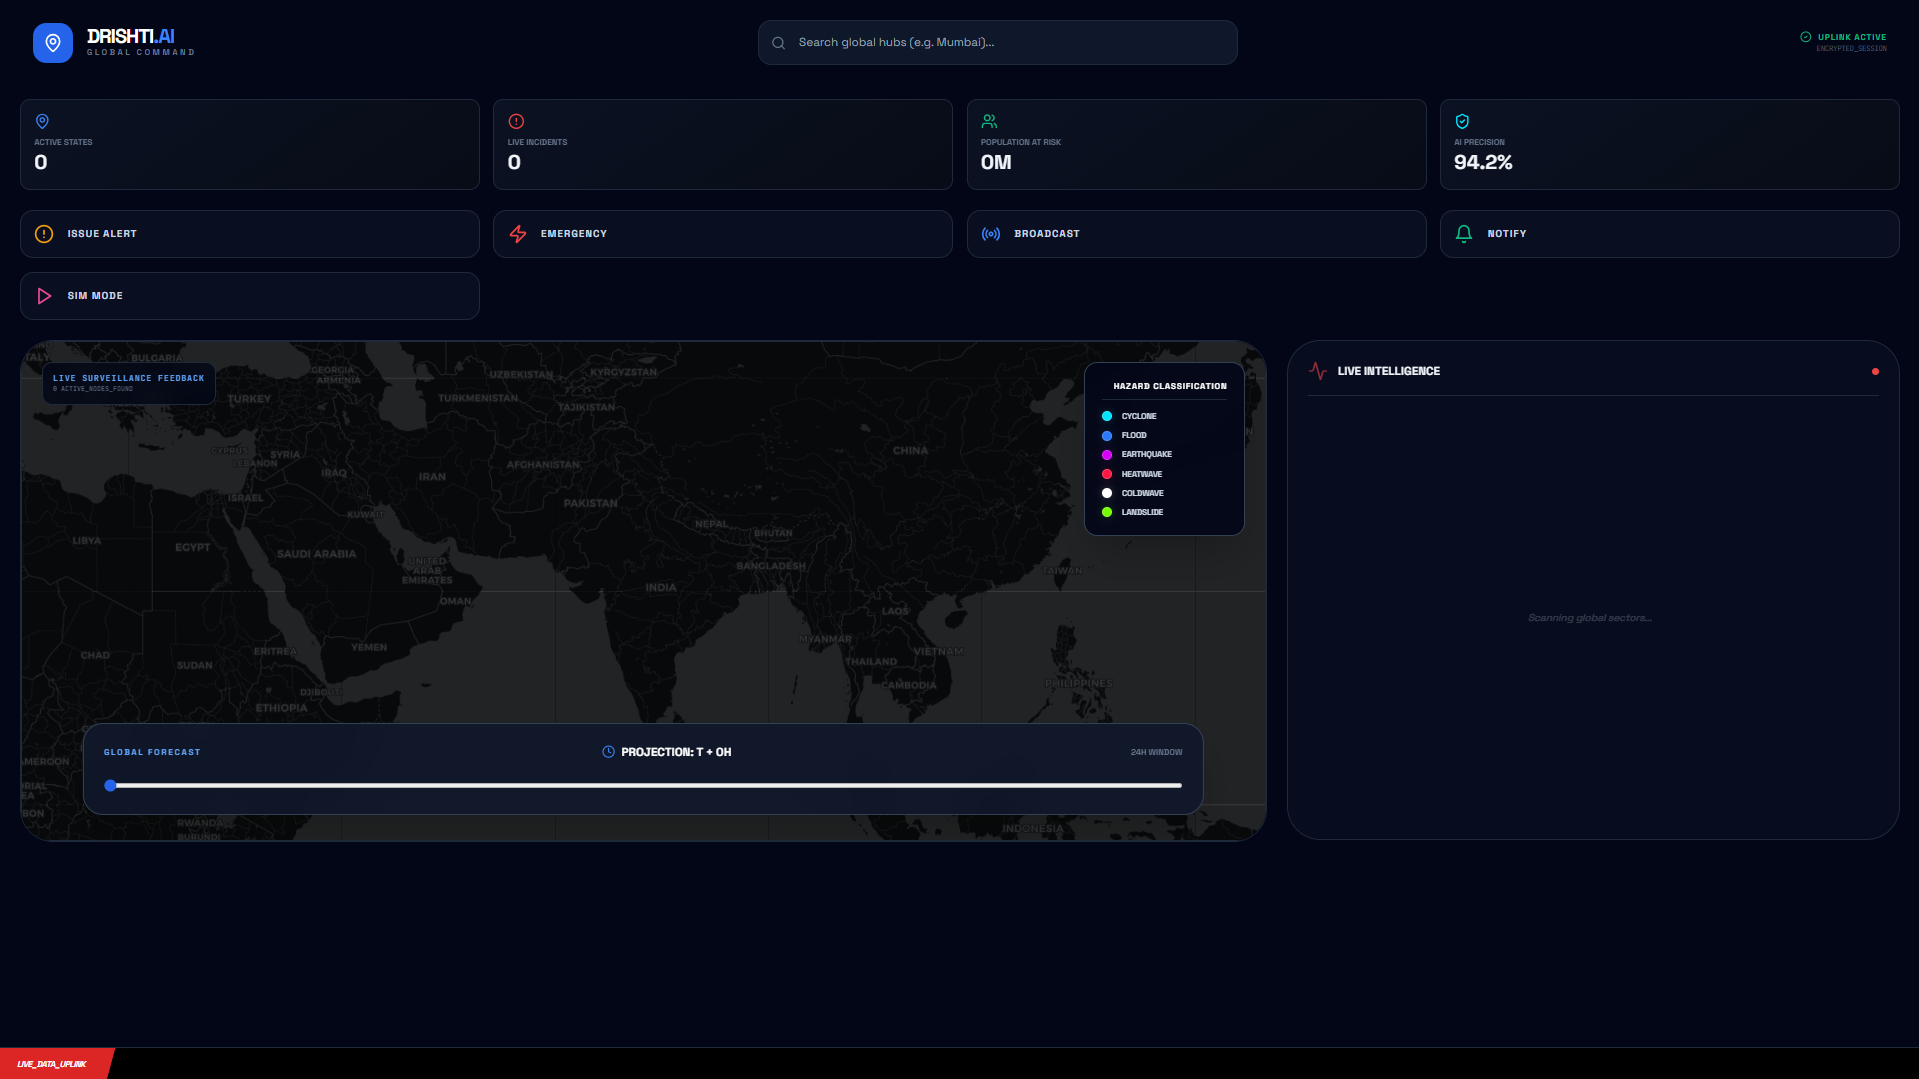 DRISHTI.AI
GLOBAL COMMAND
Search global hubs (e.g. Mumbai)...
UPLINK ACTIVE
ENCRYPTED_SESSION
ACTIVE STATES
0
LIVE INCIDENTS
0
POPULATION AT RISK
0M
AI PRECISION
94.2%
ISSUE ALERT
EMERGENCY
BROADCAST
NOTIFY
SIM MODE
LIVE SURVEILLANCE FEEDBACK
0 ACTIVE_NODES_FOUND
HAZARD CLASSIFICATION
CYCLONE
FLOOD
EARTHQUAKE
HEATWAVE
COLDWAVE
LANDSLIDE
BULGARIA
GEORGIA
ARMENIA
UZBEKISTAN
KYRGYZSTAN
TURKEY
TURKMENISTAN
TAJIKISTAN
CYPRUS
SYRIA
LEBANON
IRAQ
IRAN
AFGHANISTAN
CHINA
ISRAEL
KUWAIT
PAKISTAN
NEPAL
BHUTAN
LIBYA
EGYPT
SAUDI ARABIA
UNITED
ARAB
EMIRATES
BANGLADESH
TAIWAN
INDIA
OMAN
LAOS
MYANMAR
CHAD
SUDAN
ERITREA
YEMEN
THAILAND
VIETNAM
CAMBODIA
PHILIPPINES
DJIBOUTI
ETHIOPIA
RWANDA
BURUNDI
INDONESIA
GLOBAL FORECAST
PROJECTION: T + 0H
24H WINDOW
LIVE INTELLIGENCE
Scanning global sectors...
LIVE_DATA_UPLINK